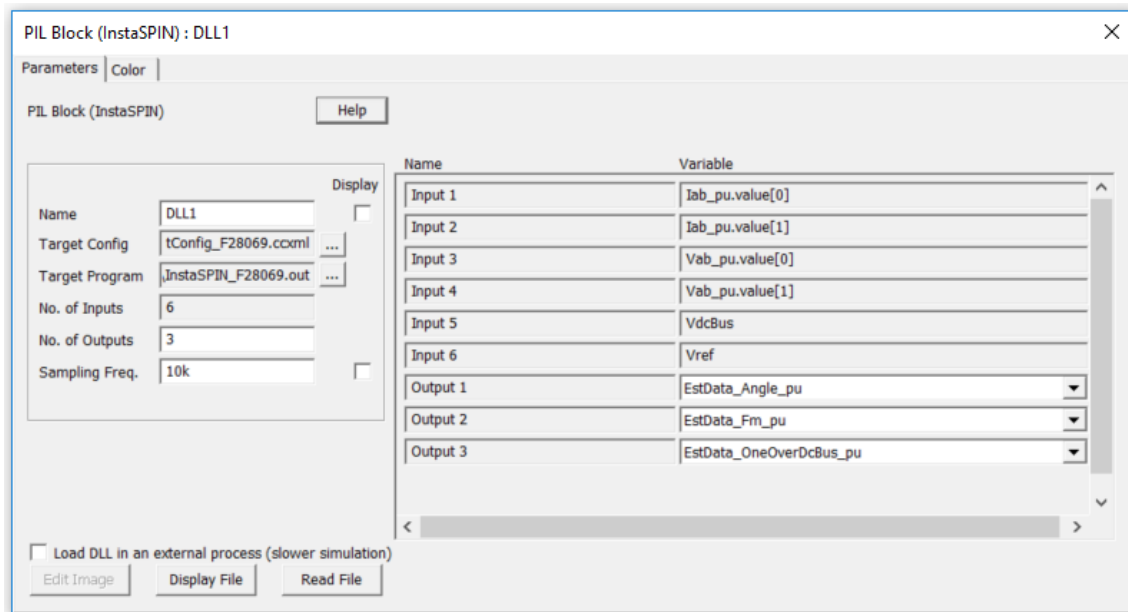 PIL Block (InstaSPIN) : DLL1
Parameters
Color
PIL Block (InstaSPIN)
Help
Display
Name DLL1
Target Config tConfig_F28069.ccxml ...
Target Program \InstaSPIN_F28069.out ...
No. of Inputs 6
No. of Outputs 3
Sampling Freq. 10k
Name Variable
Input 1 Iab_pu.value[0]
Input 2 Iab_pu.value[1]
Input 3 Vab_pu.value[0]
Input 4 Vab_pu.value[1]
Input 5 VdcBus
Input 6 Vref
Output 1 EstData_Angle_pu
Output 2 EstData_Fm_pu
Output 3 EstData_OneOverDcBus_pu
Load DLL in an external process (slower simulation)
Edit Image Display File Read File